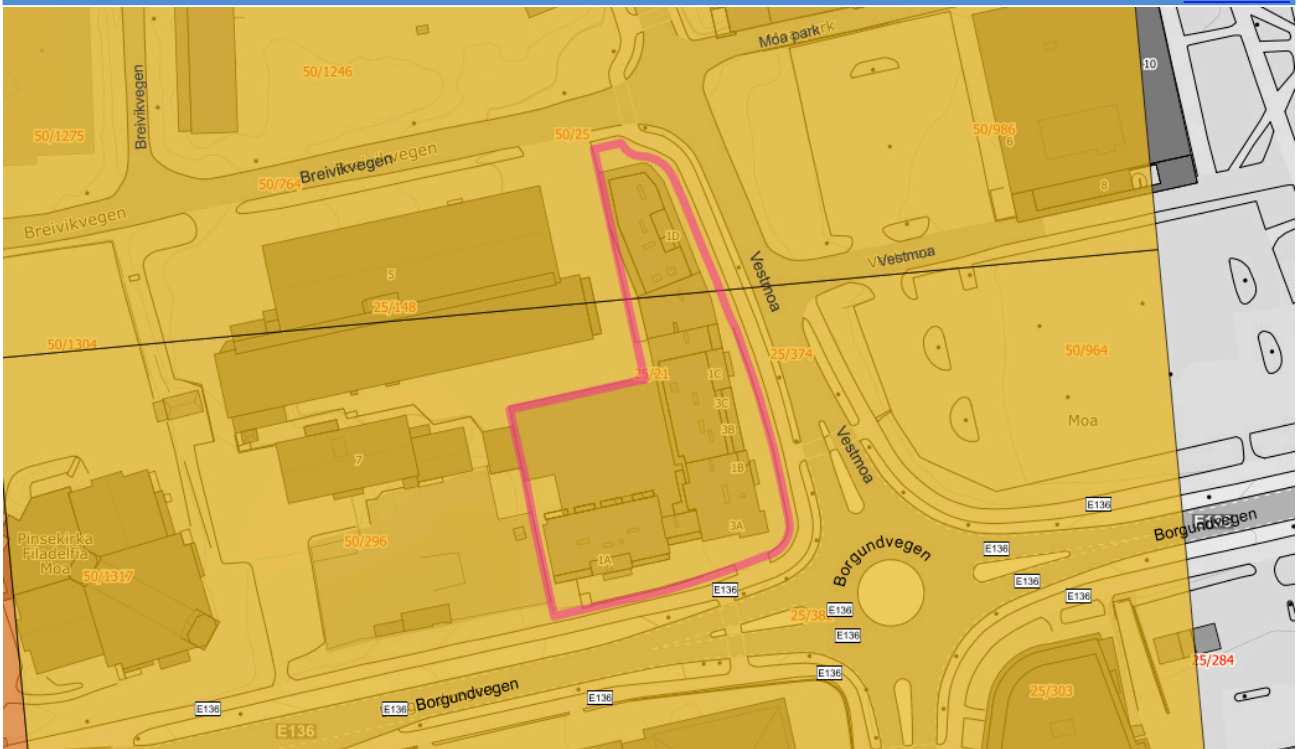 Moa park
50/1246
10
Breivikvegen
50/1275
50/25
50/986
6
Breivikvegen
50/764
8
Breivikvegen
1D
Vestmoa
Vestmoa
5
25/148
50/1304
25/374
50/964
25/21
1C
3C
Moa
3B
Vestmoa
7
1B
E136
3A
Borgundvegen
Pinsekirka
Filadelfia
Moa
50/296
E136
Borgundvegen
1A
50/1317
E136
E136
E136
25/382
E136
E136
25/284
E136
Borgundvegen
25/303
E136
E136
E136
E136